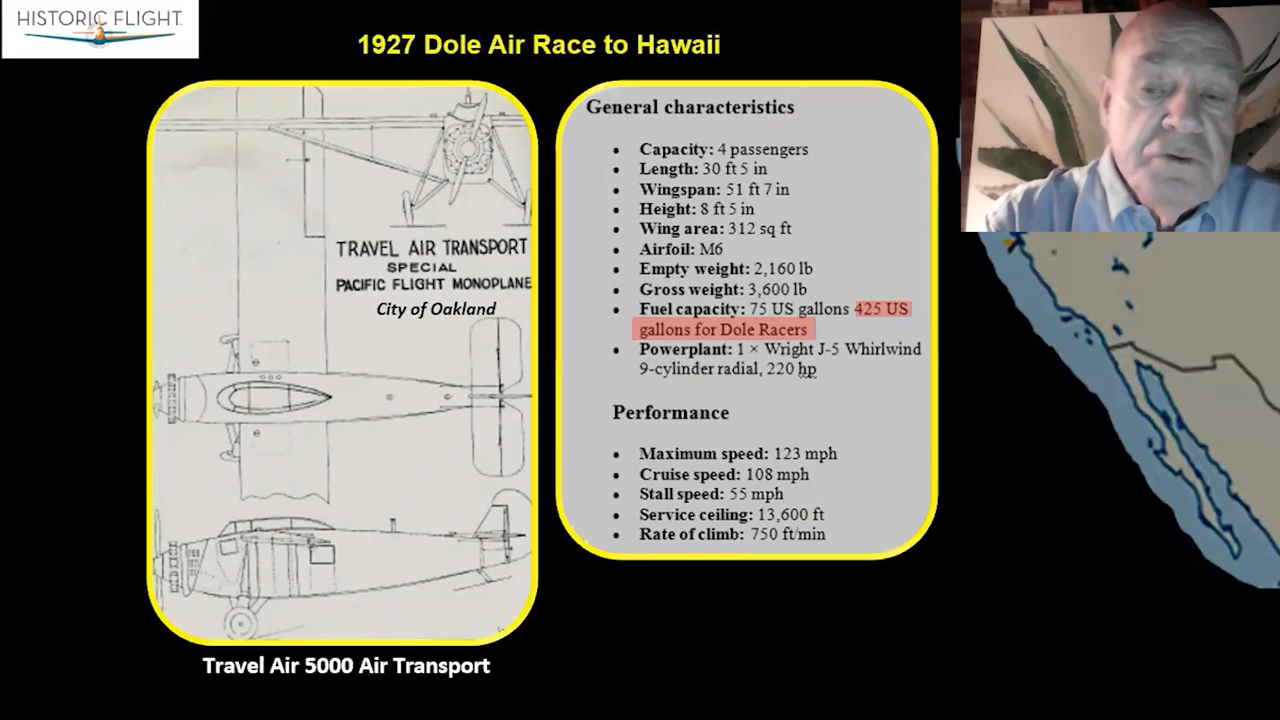 HISTORIC FLIGHT
1927 Dole Air Race to Hawaii
TRAVEL AIR TRANSPORT
SPECIAL
PACIFIC FLIGHT MONOPLANE
City of Oakland
Travel Air 5000 Air Transport
General characteristics
• Capacity: 4 passengers
• Length: 30 ft 5 in
• Wingspan: 51 ft 7 in
• Height: 8 ft 5 in
• Wing area: 312 sq ft
• Airfoil: M6
• Empty weight: 2,160 lb
• Gross weight: 3,600 lb
• Fuel capacity: 75 US gallons 425 US
gallons for Dole Racers
• Powerplant: 1 × Wright J-5 Whirlwind
9-cylinder radial, 220 hp
Performance
• Maximum speed: 123 mph
• Cruise speed: 108 mph
• Stall speed: 55 mph
• Service ceiling: 13,600 ft
• Rate of climb: 750 ft/min